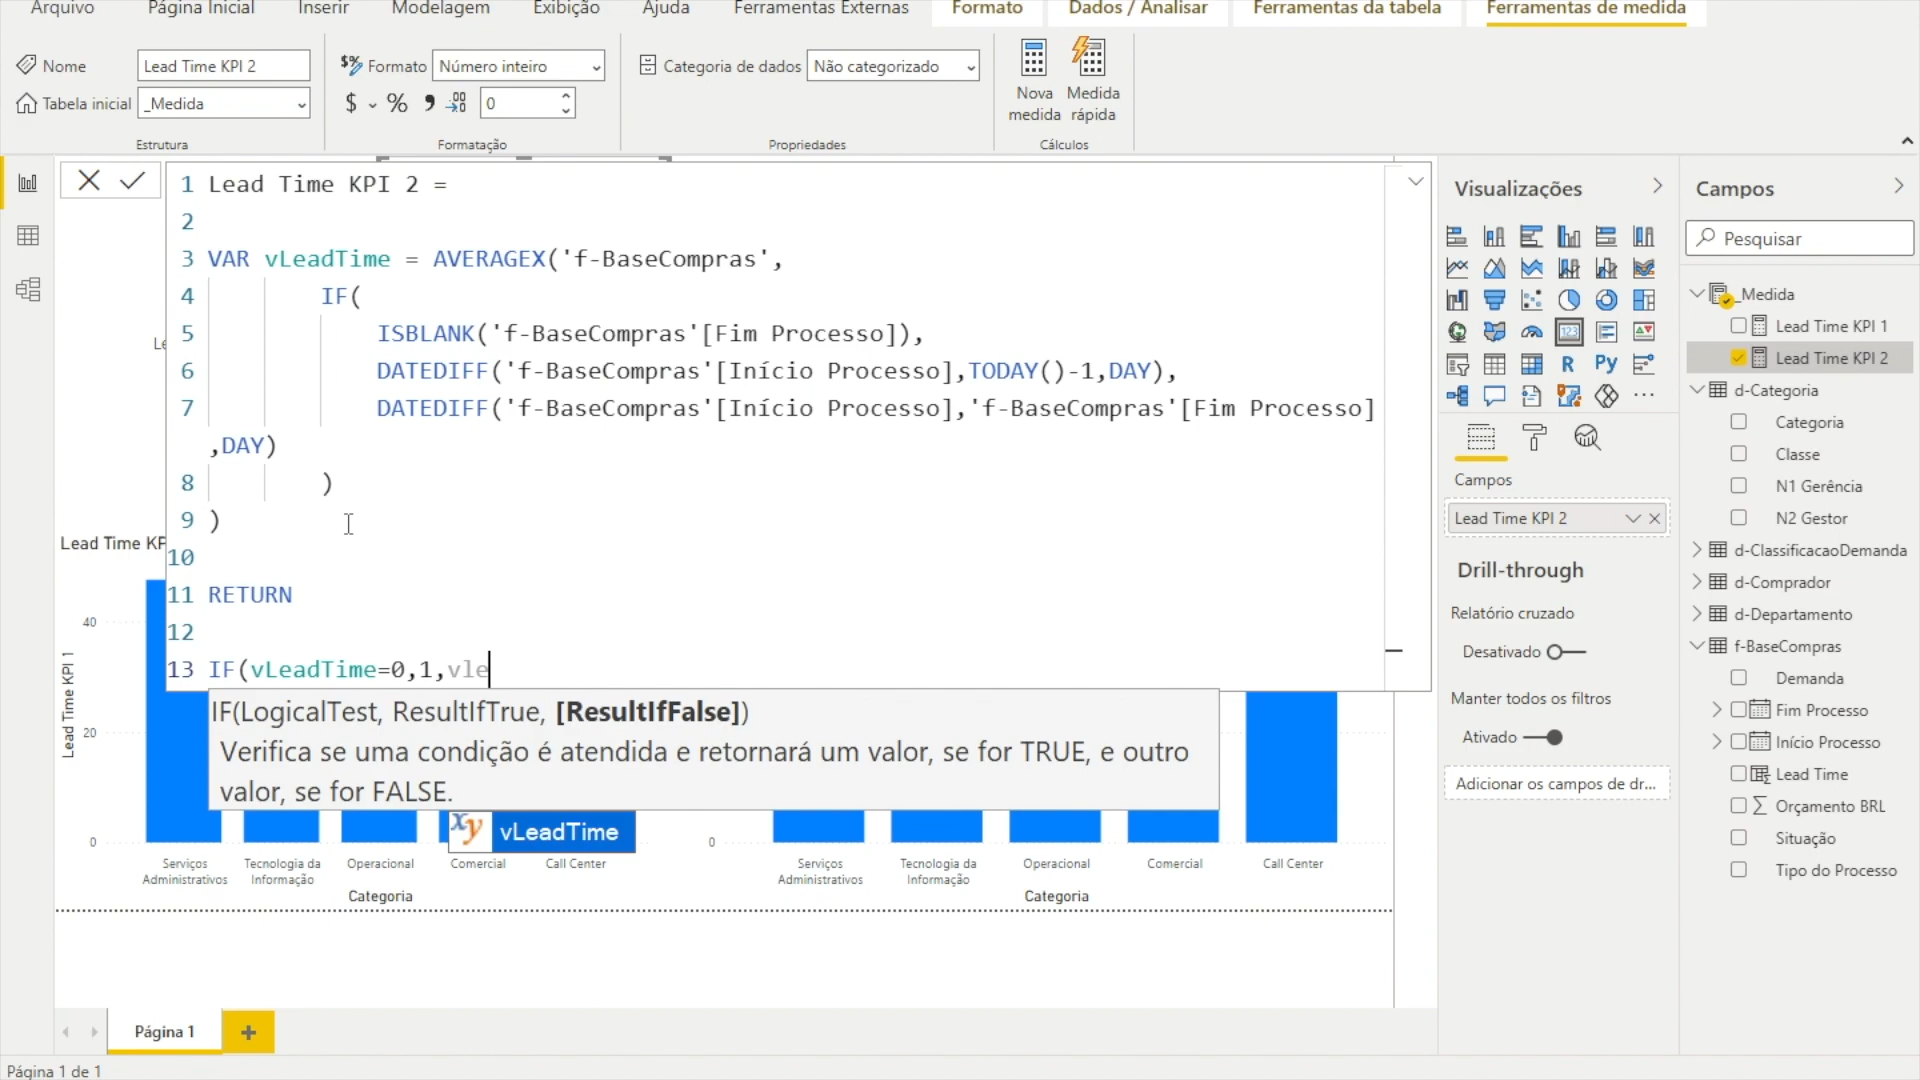 Arquivo Página Inicial Inserir Modelagem Exibição Ajuda Ferramentas Externas Formato Dados / Analisar Ferramentas da tabela Ferramentas de medida
Nome Lead Time KPI 2
Tabela inicial _Medida
Estrutura
Formato Número inteiro
$ % 0
Formatação
Categoria de dados Não categorizado
Propriedades
Nova medida
Medida rápida
Cálculos
1 Lead Time KPI 2 =
2
3 VAR vLeadTime = AVERAGEX('f-BaseCompras',
4 IF(
5 ISBLANK('f-BaseCompras'[Fim Processo]),
6 DATEDIFF('f-BaseCompras'[Início Processo],TODAY()-1,DAY),
7 DATEDIFF('f-BaseCompras'[Início Processo],'f-BaseCompras'[Fim Processo]
,DAY)
8 )
9 )
10
11 RETURN
12
13 IF(vLeadTime=0,1,vle
IF(LogicalTest, ResultIfTrue, [ResultIfFalse])
Verifica se uma condição é atendida e retornará um valor, se for TRUE, e outro
valor, se for FALSE.
xy vLeadTime
Le
Lead Time KP
Lead Time KPI 1
40
20
0
Serviços Administrativos
Tecnologia da Informação
Operacional
Comercial
Call Center
Categoria
0
Serviços Administrativos
Tecnologia da Informação
Operacional
Comercial
Call Center
Categoria
Visualizações
123
R Py
Campos
Lead Time KPI 2
Drill-through
Relatório cruzado
Desativado
Manter todos os filtros
Ativado
Adicionar os campos de dr...
Campos
Pesquisar
_Medida
Lead Time KPI 1
Lead Time KPI 2
d-Categoria
Categoria
Classe
N1 Gerência
N2 Gestor
d-ClassificacaoDemanda
d-Comprador
d-Departamento
f-BaseCompras
Demanda
Fim Processo
Início Processo
Lead Time
Orçamento BRL
Situação
Tipo do Processo
Página 1
+
Página 1 de 1